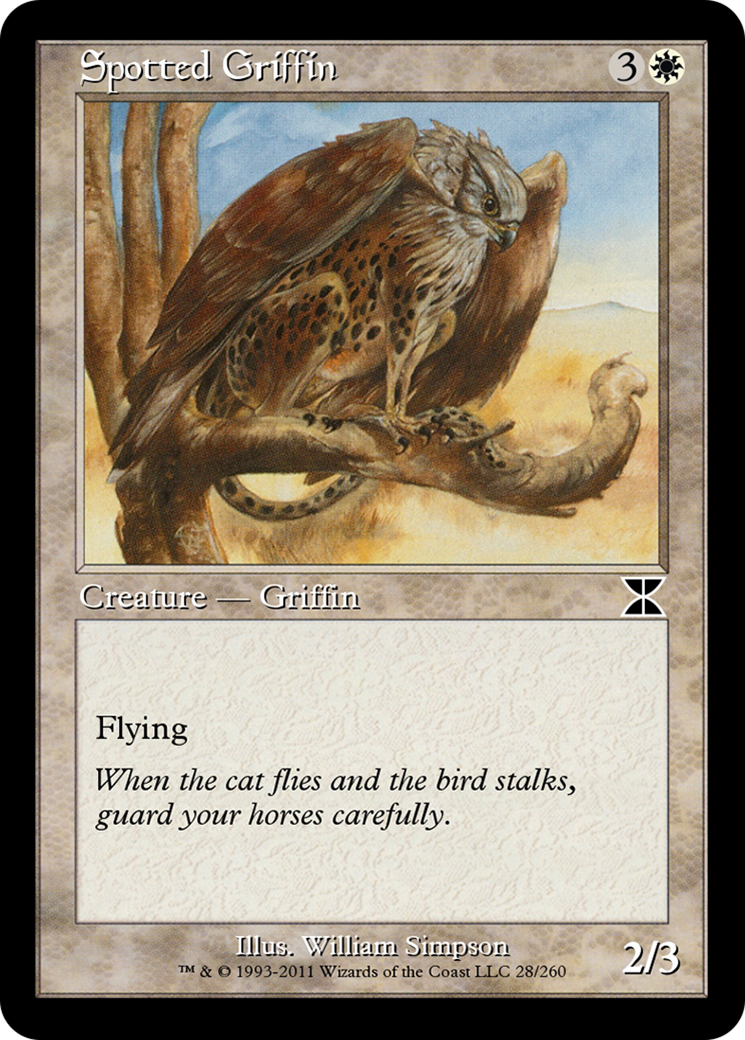 Spotted Griffin 3
Creature — Griffin
Flying
When the cat flies and the bird stalks,
guard your horses carefully.
Illus. William Simpson
™ & © 1993-2011 Wizards of the Coast LLC 28/260
2/3